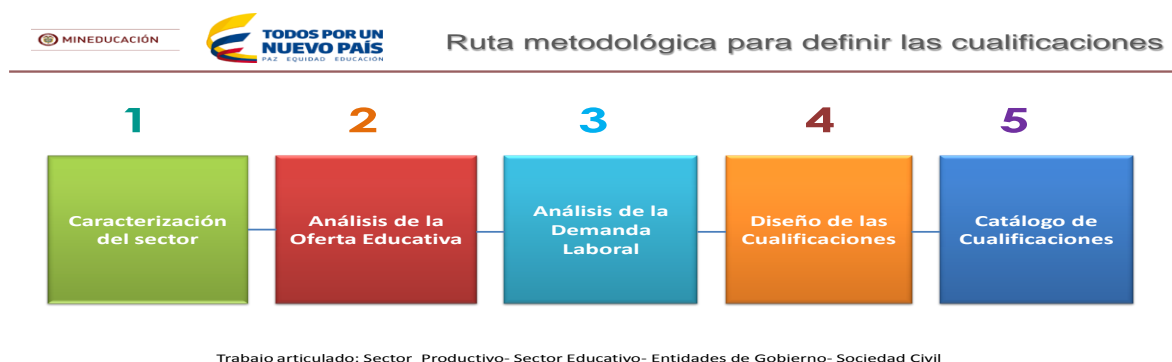 MINEDUCACIÓN
TODOS POR UN
NUEVO PAÍS
PAZ EQUIDAD EDUCACIÓN
Ruta metodológica para definir las cualificaciones
1
2
3
4
5
Caracterización
del sector
Análisis de la
Oferta Educativa
Análisis de la
Demanda
Laboral
Diseño de las
Cualificaciones
Catálogo de
Cualificaciones
Trabajo articulado: Sector Productivo- Sector Educativo- Entidades de Gobierno- Sociedad Civil